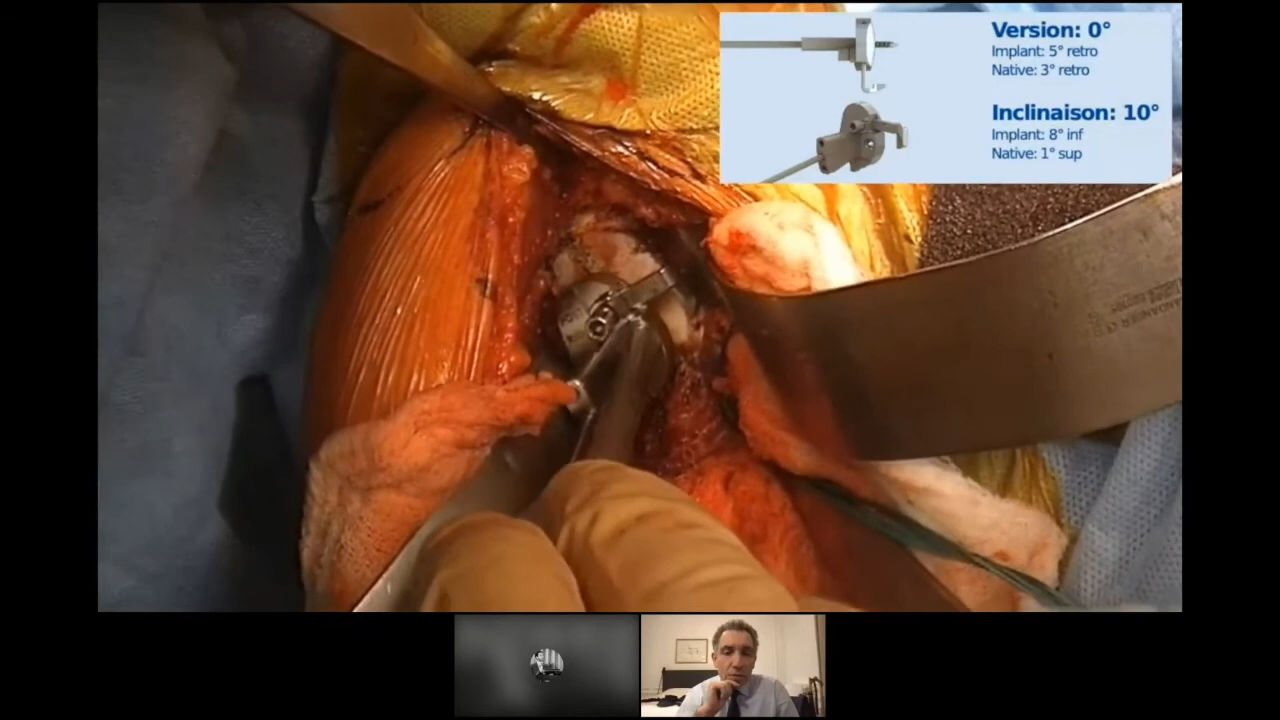 Version: 0°
Implant: 5° retro
Native: 3° retro
Inclinaison: 10°
Implant: 8° inf
Native: 1° sup